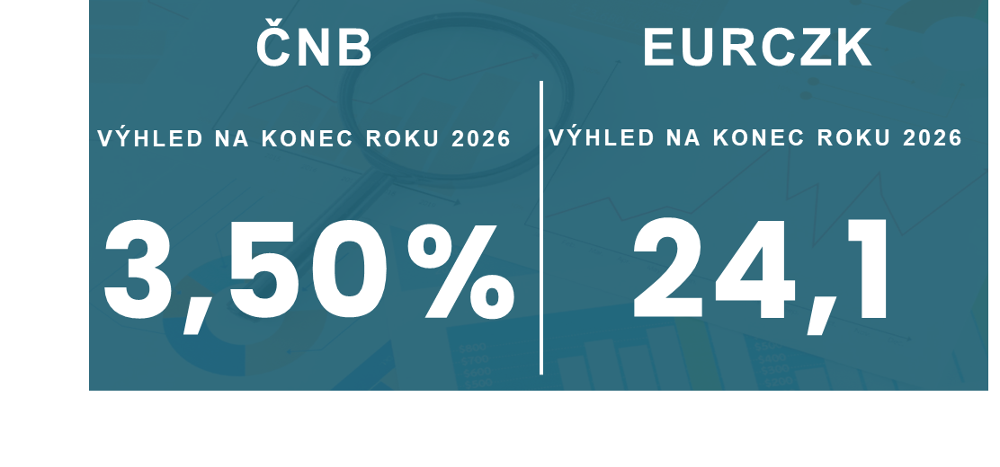 ČNB
VÝHLED NA KONEC ROKU 2026
3,50%
EURCZK
VÝHLED NA KONEC ROKU 2026
24,1